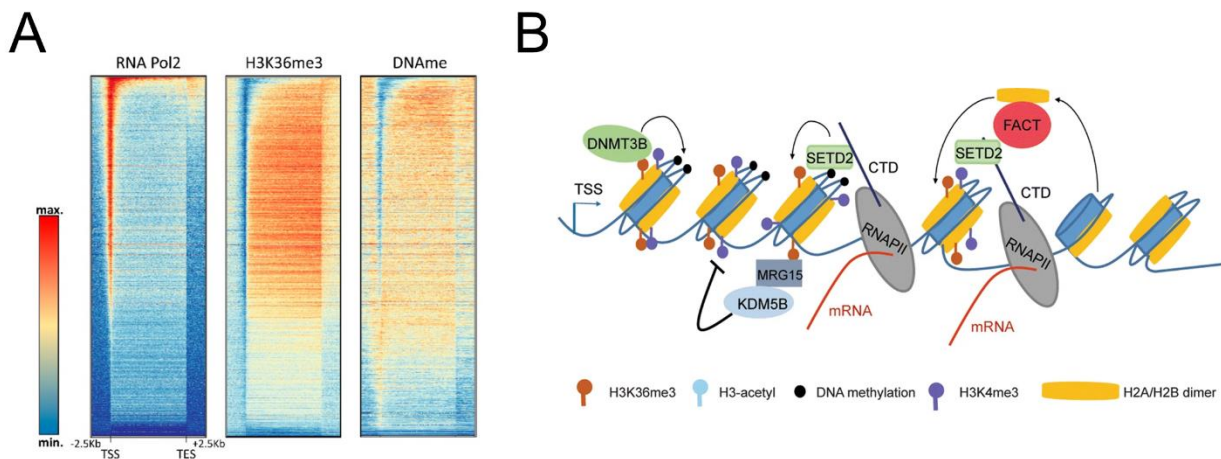 A
RNA Pol2 H3K36me3 DNAme
max.
min.
-2.5Kb +2.5Kb
TSS TES
B
TSS
DNMT3B
SETD2
CTD
RNAPII
mRNA
MRG15
KDM5B
FACT
SETD2
CTD
RNAPII
mRNA
H3K36me3 H3-acetyl DNA methylation H3K4me3 H2A/H2B dimer